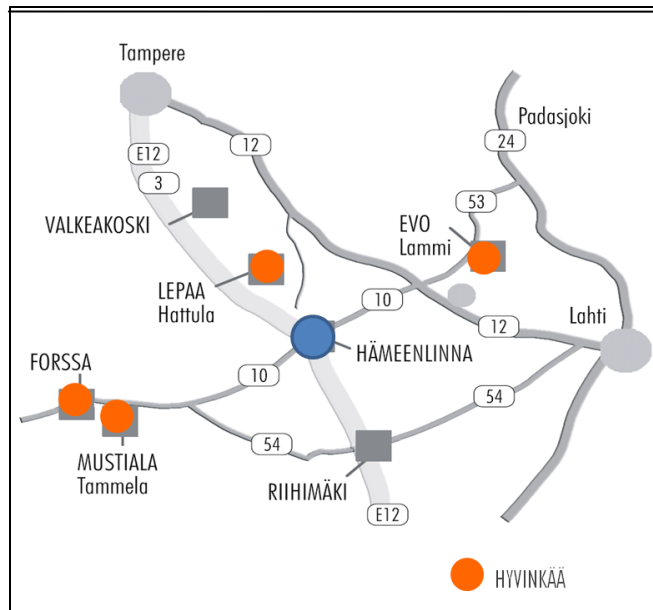 Tampere
Padasjoki
24
12
E12
3
53
VALKEAKOSKI
EVO
Lammi
LEPAA
Hattula
10
12
Lahti
HÄMEENLINNA
FORSSA
10
54
54
MUSTIALA
Tammela
RIIHIMÄKI
E12
HYVINKÄÄ